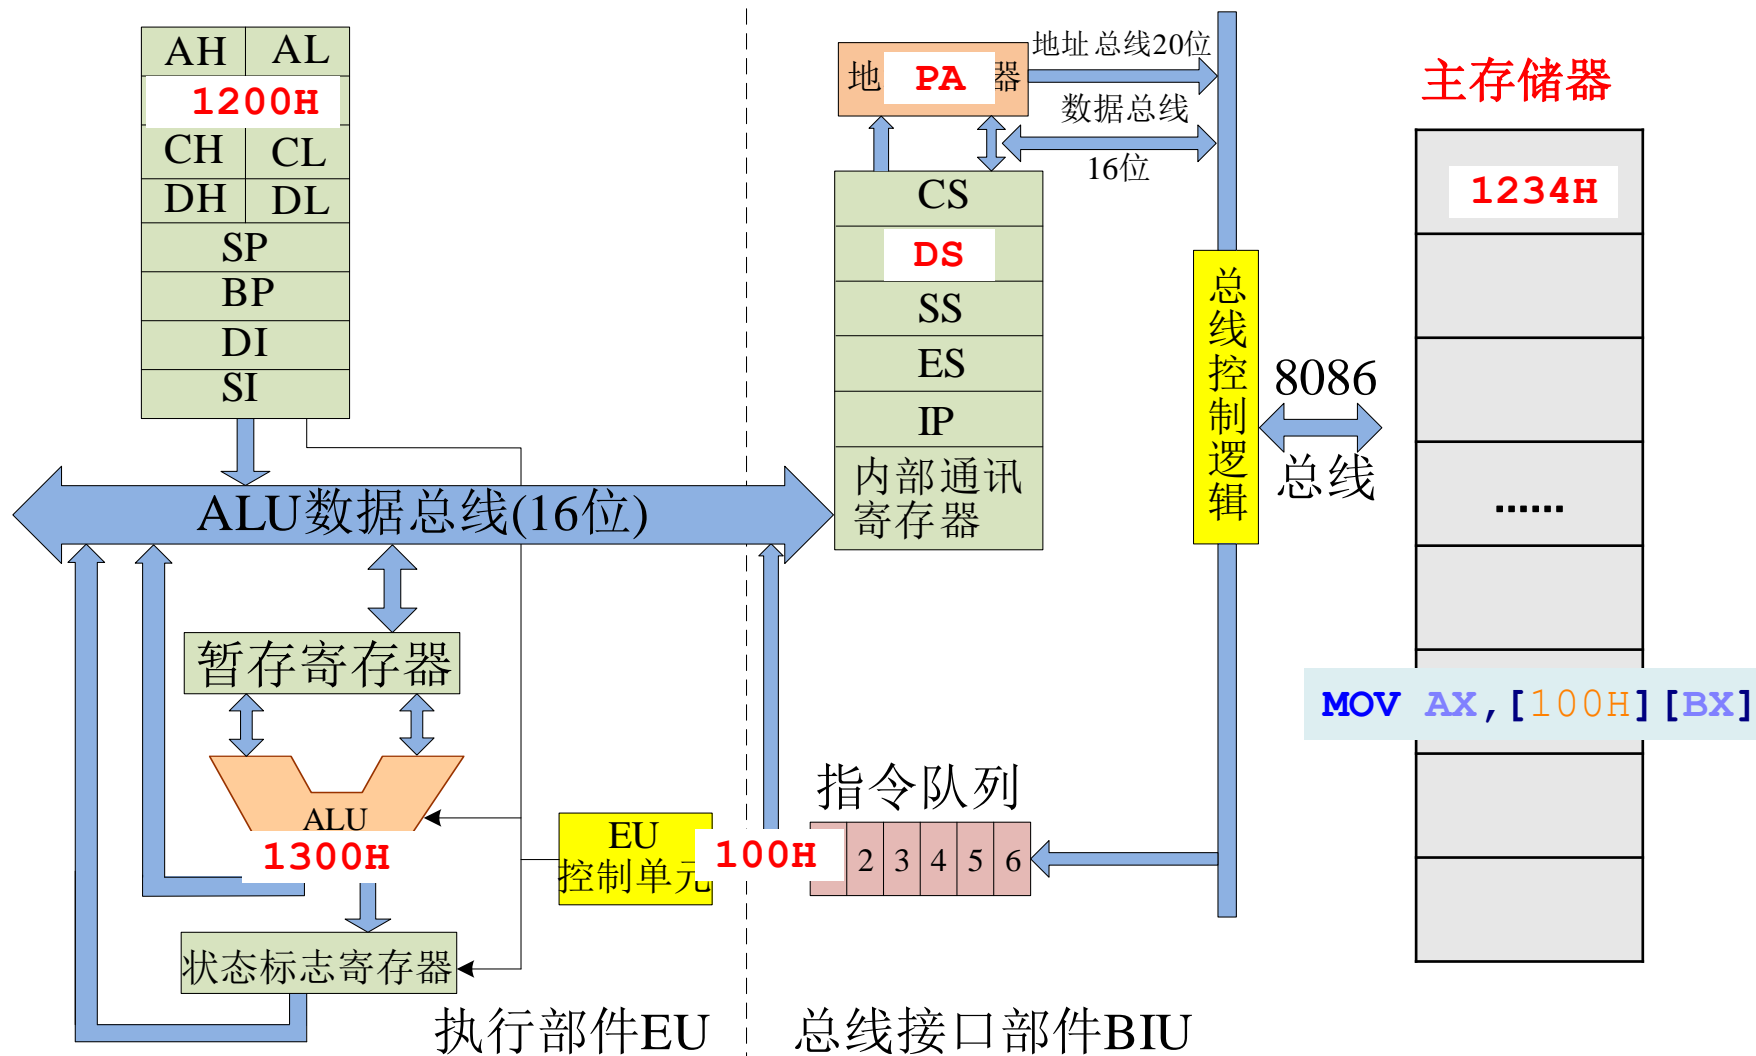 AH AL
1200H
CH CL
DH DL
SP
BP
DI
SI
ALU数据总线(16位)
暂存寄存器
ALU
1300H
状态标志寄存器
EU
控制单元
执行部件EU
地 PA 器
地址总线20位
数据总线
16位
CS
DS
SS
ES
IP
内部通讯
寄存器
总线控制逻辑
8086
总线
指令队列
100H 2 3 4 5 6
总线接口部件BIU
主存储器
1234H
......
MOV AX,[100H][BX]